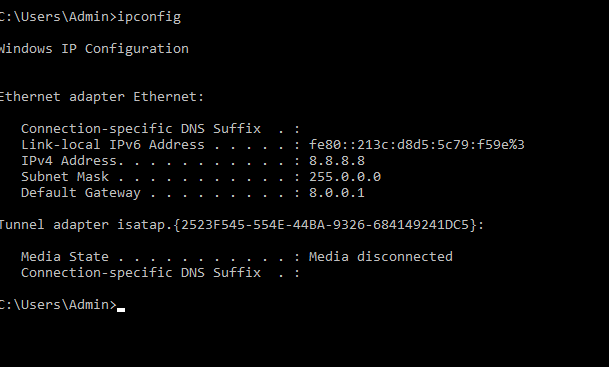 C:\Users\Admin>ipconfig
Windows IP Configuration
Ethernet adapter Ethernet:
Connection-specific DNS Suffix  . :
Link-local IPv6 Address . . . . . : fe80::213c:d8d5:5c79:f59e%3
IPv4 Address. . . . . . . . . . . : 8.8.8.8
Subnet Mask . . . . . . . . . . . : 255.0.0.0
Default Gateway . . . . . . . . . : 8.0.0.1
Tunnel adapter isatap.{2523F545-554E-44BA-9326-684149241DC5}:
Media State . . . . . . . . . . . : Media disconnected
Connection-specific DNS Suffix  . :
C:\Users\Admin>